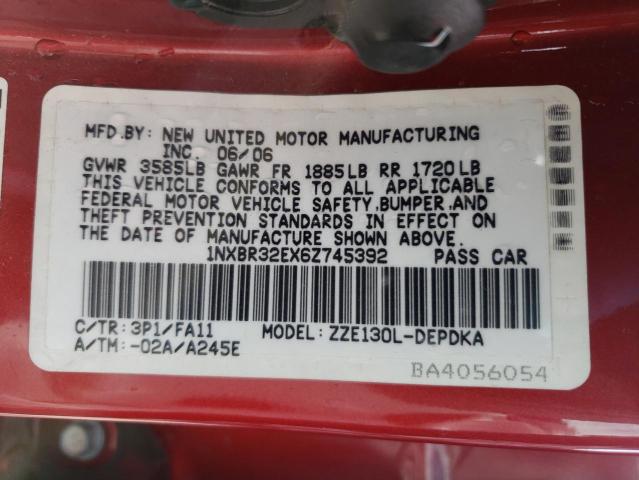 MFD.BY: NEW UNITED MOTOR MANUFACTURING
INC. 06/06
GVWR 3585LB GAWR FR 1885LB RR 1720LB
THIS VEHICLE CONFORMS TO ALL APPLICABLE
FEDERAL MOTOR VEHICLE SAFETY,BUMPER,AND
THEFT PREVENTION STANDARDS IN EFFECT ON
THE DATE OF MANUFACTURE SHOWN ABOVE.
1NXBR32EX6Z745392 PASS CAR
C/TR: 3P1/FA11 MODEL: ZZE130L-DEPDKA
A/TM: -02A/A245E
BA4056054